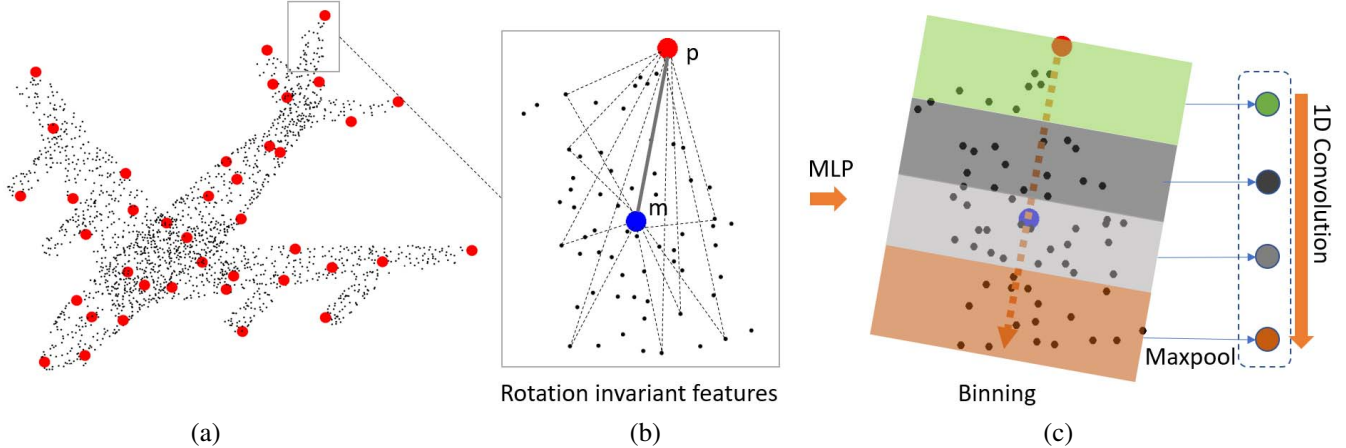 p
m
MLP
Maxpool
1D Convolution
Rotation invariant features
Binning
(a)
(b)
(c)